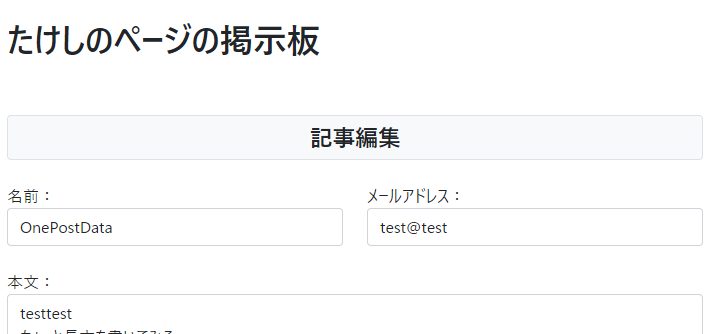 たけしのページの掲示板
記事編集
名前：
メールアドレス：
OnePostData
test@test
本文：
testtest